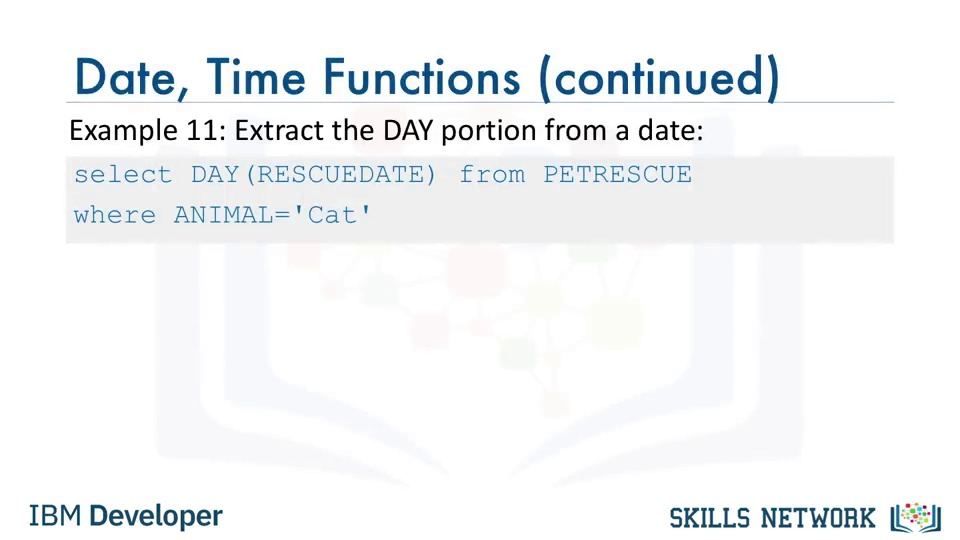 Date, Time Functions (continued)
Example 11: Extract the DAY portion from a date:
select DAY(RESCUEDATE) from PETRESCUE
where ANIMAL='Cat'
IBM Developer
SKILLS NETWORK